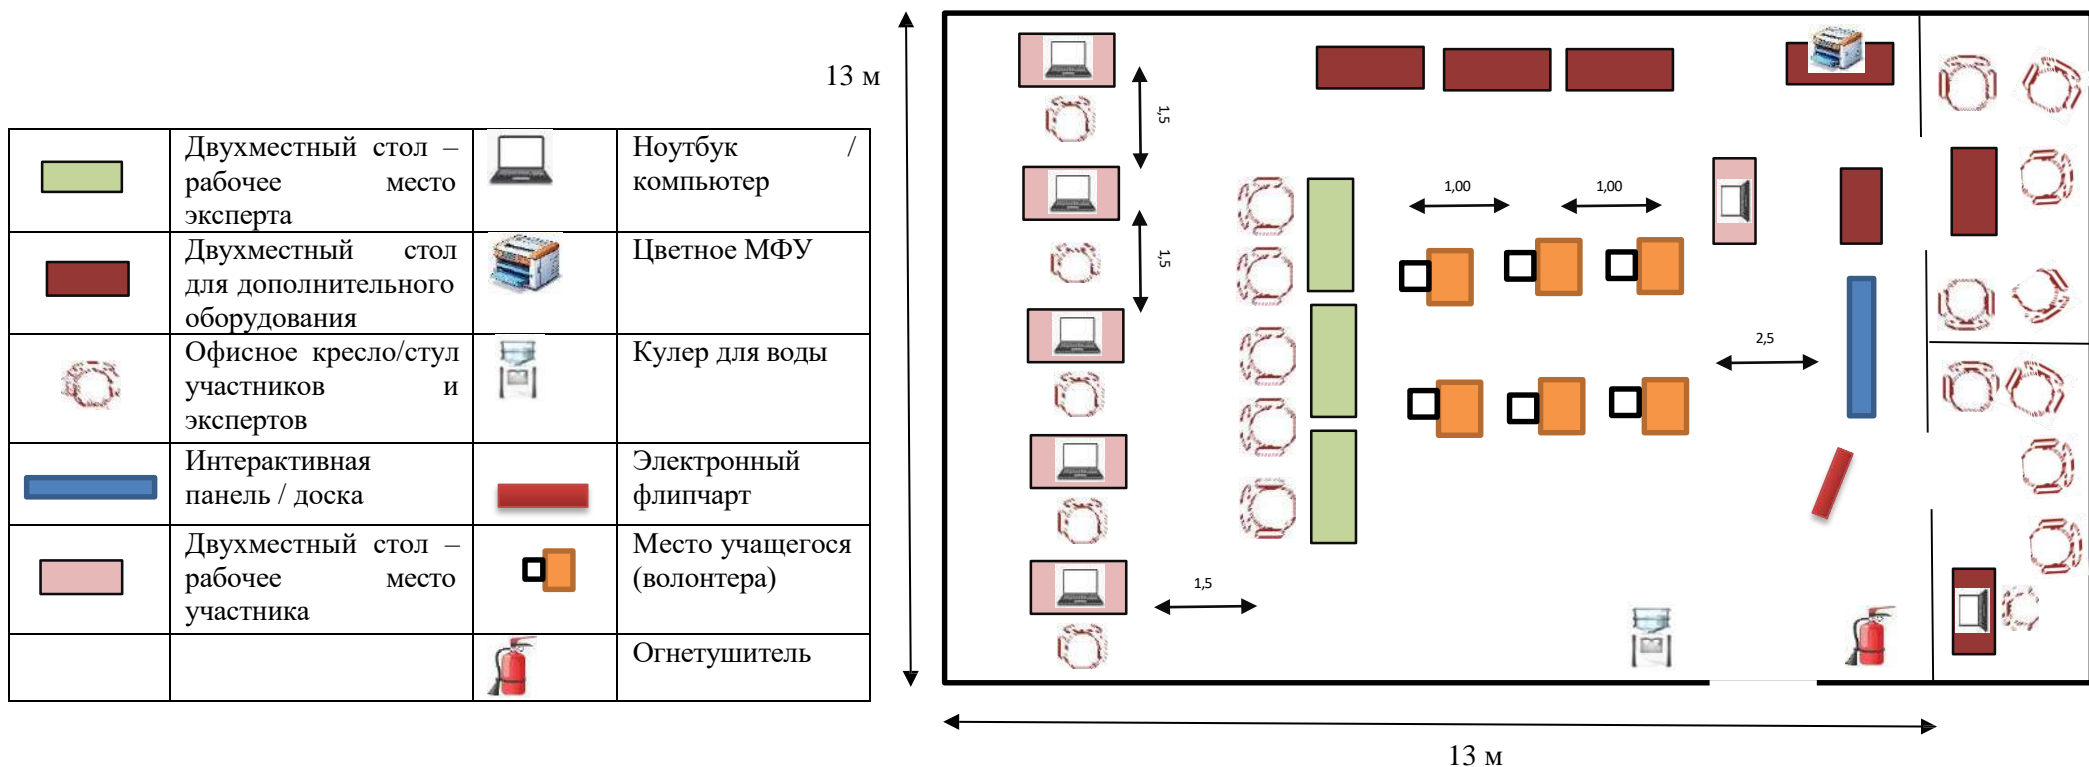 13 м
Двухместный стол –
рабочее место
эксперта
Ноутбук /
компьютер
Двухместный стол
для дополнительного
оборудования
Цветное МФУ
Офисное кресло/стул
участников и
экспертов
Кулер для воды
Интерактивная
панель / доска
Электронный
флипчарт
Двухместный стол –
рабочее место
участника
Место учащегося
(волонтера)
Огнетушитель
1,5
1,5
1,00
1,00
2,5
1,5
13 м